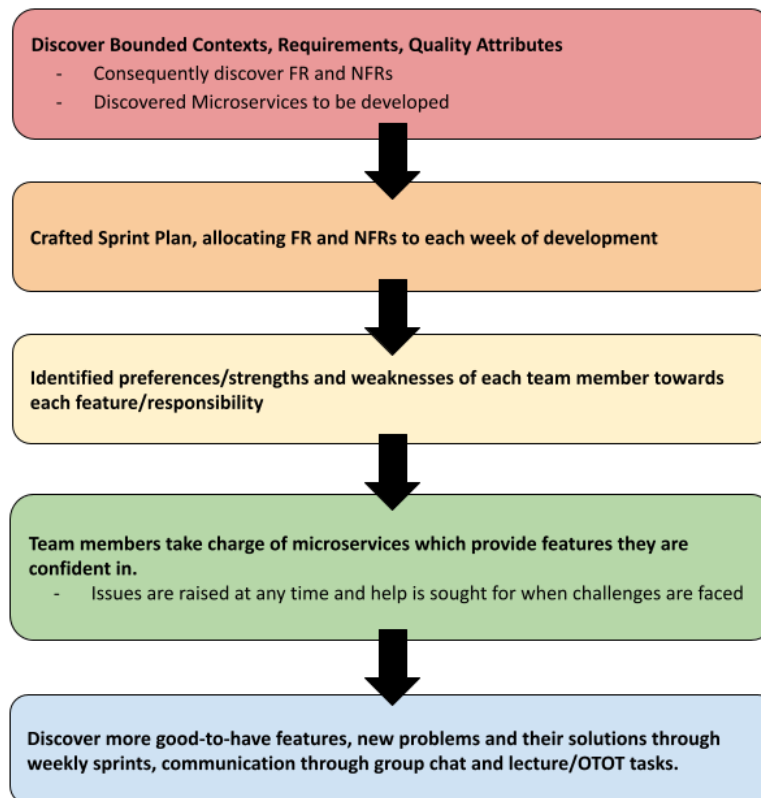 Discover Bounded Contexts, Requirements, Quality Attributes
- Consequently discover FR and NFRs
- Discovered Microservices to be developed
Crafted Sprint Plan, allocating FR and NFRs to each week of development
Identified preferences/strengths and weaknesses of each team member towards
each feature/responsibility
Team members take charge of microservices which provide features they are
confident in.
- Issues are raised at any time and help is sought for when challenges are faced
Discover more good-to-have features, new problems and their solutions through
weekly sprints, communication through group chat and lecture/OTOT tasks.